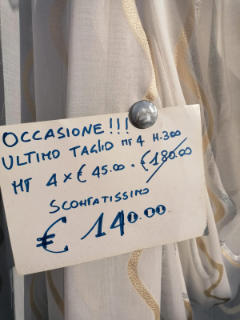 OCCASIONE!!!
ULTIMO TAGLIO MT 4 H.300
MT 4 x € 45.00 = €180.00
SCONTATISSIMO
€ 140.00